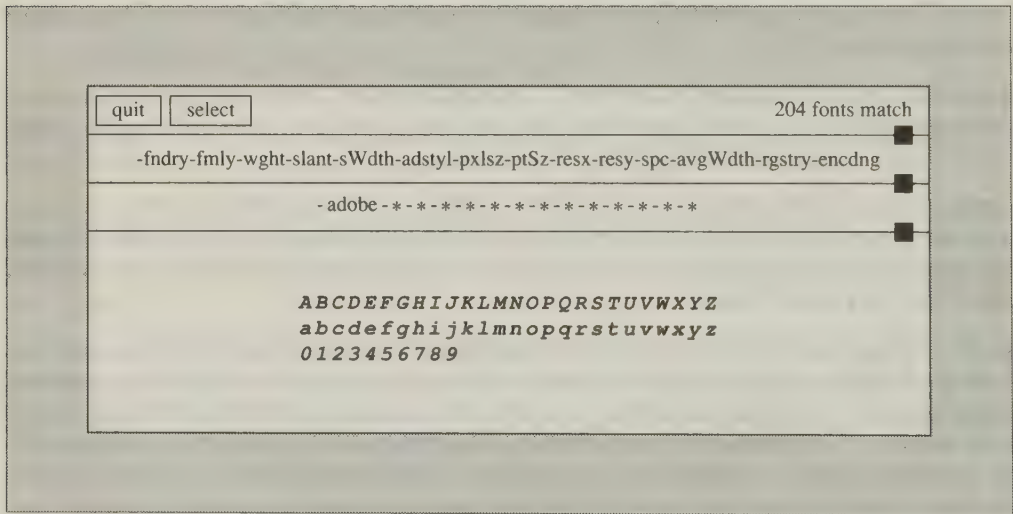 quit select 204 fonts match
-fndry-fmly-wght-slant-sWdth-adstyl-pxlsz-ptSz-resx-resy-spc-avgWdth-rgstry-encdng
-adobe-*-*-*-*-*-*-*-*-*-*-*-*-*
ABCDEFGHIJKLMNOPQRSTUVWXYZ
abcdefghijklmnopqrstuvwxyz
0123456789